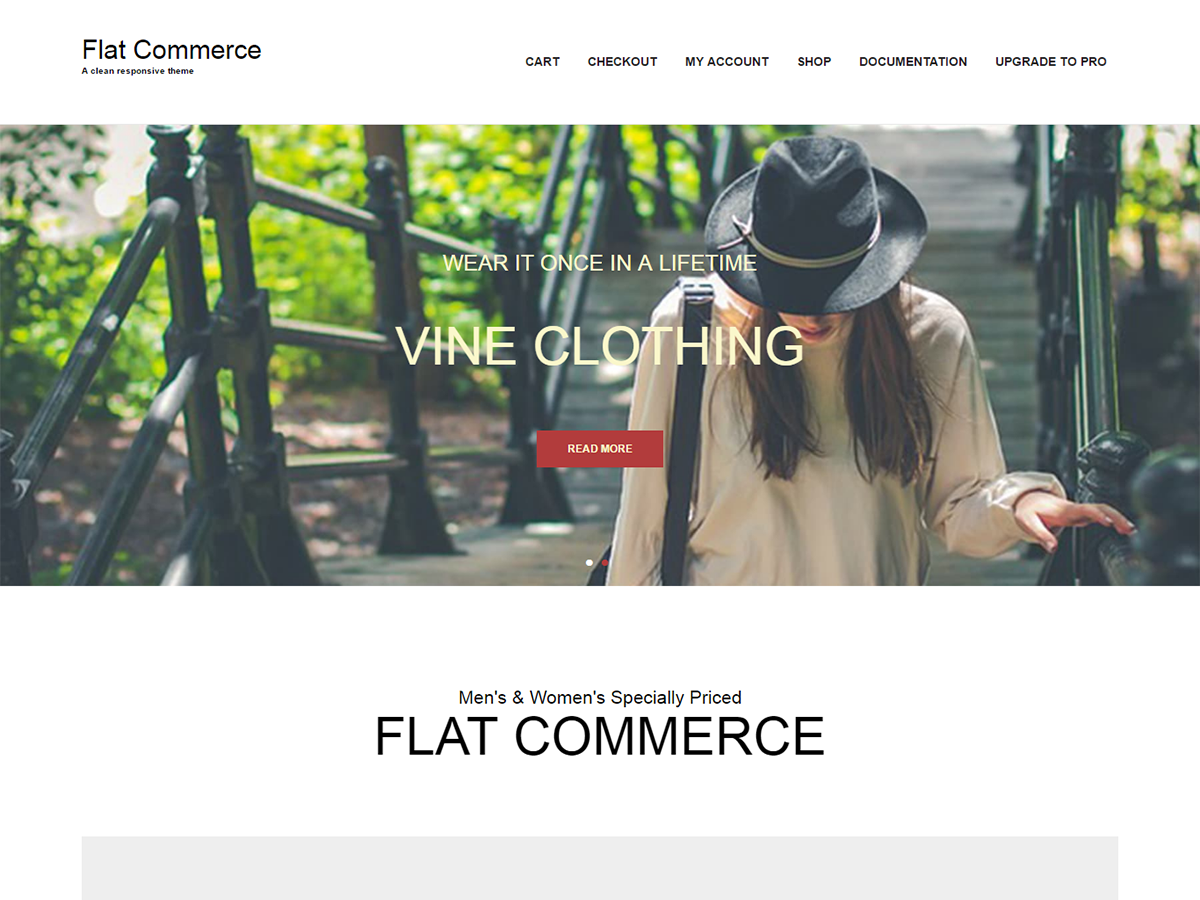 Flat Commerce
A clean responsive theme
CART CHECKOUT MY ACCOUNT SHOP DOCUMENTATION UPGRADE TO PRO
WEAR IT ONCE IN A LIFETIME
VINE CLOTHING
READ MORE
Men's & Women's Specially Priced
FLAT COMMERCE